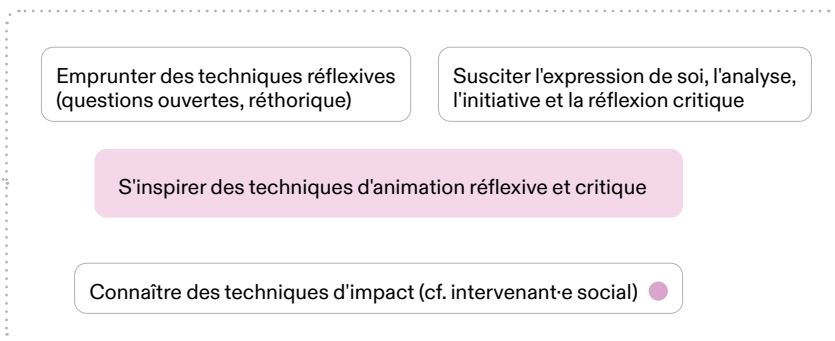 Emprunter des techniques réflexives
(questions ouvertes, réthorique)
Susciter l'expression de soi, l'analyse,
l'initiative et la réflexion critique
S'inspirer des techniques d'animation réflexive et critique
Connaître des techniques d'impact (cf. intervenant·e social)